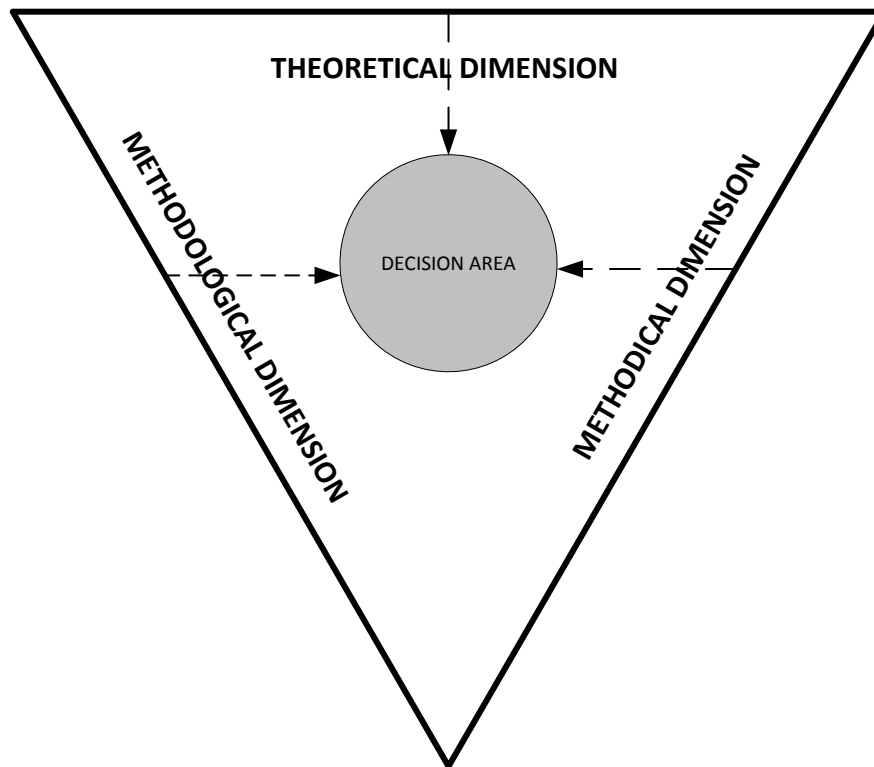 THEORETICAL DIMENSION
METHODOLOGICAL DIMENSION
DECISION AREA
METHODICAL DIMENSION